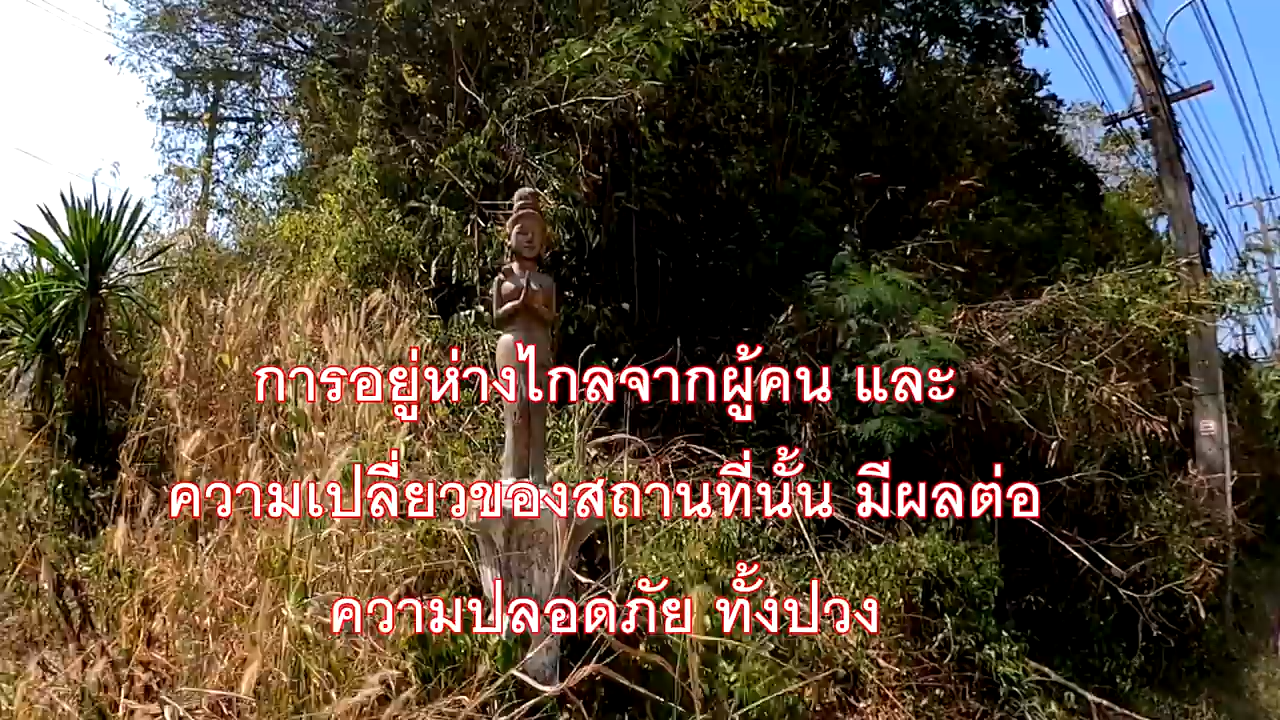 การอยู่ห่างไกลจากผู้คน และ
ความเปลี่ยวของสถานที่นั้น มีผลต่อ
ความปลอดภัย ทั้งปวง